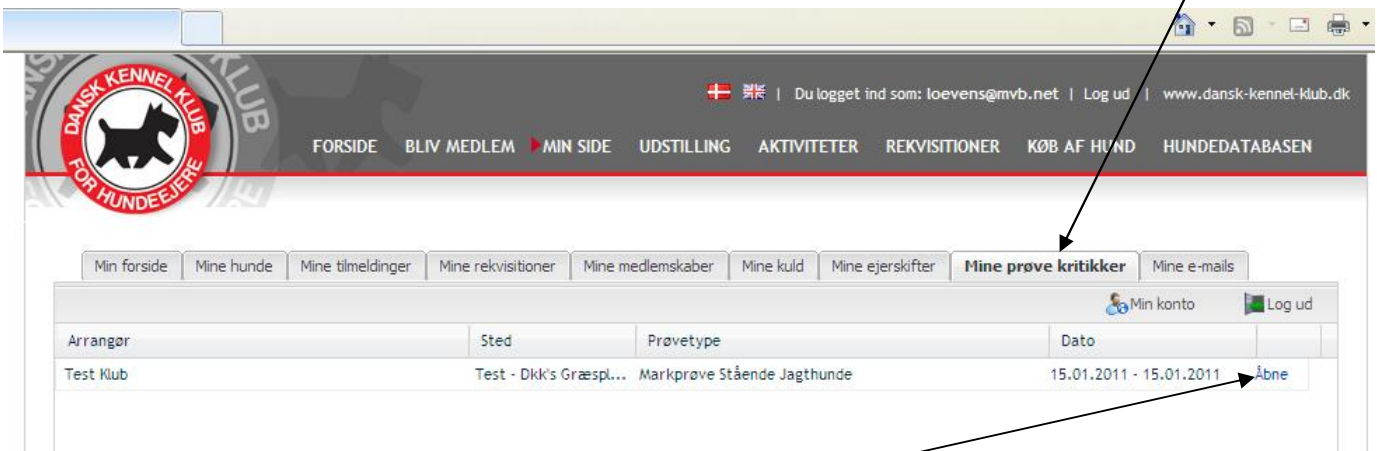 DANSK KENNEL KLUB
FOR HUNDEEJERE
Du logget ind som: loevens@mvb.net | Log ud | www.dansk-kennel-klub.dk
FORSIDE BLIV MEDLEM MIN SIDE UDSTILLING AKTIVITETER REKVISITIONER KØB AF HUND HUNDEDATABASEN
Min forside Mine hunde Mine tilmeldinger Mine rekvisitioner Mine medlemskaber Mine kuld Mine ejerskifter Mine prøve kritikker Mine e-mails
Min konto Log ud
Arrangør Sted Prøvetype Dato
Test Klub Test - Dkk's Græspl... Markprøve Stående Jagthunde 15.01.2011 - 15.01.2011 Åbne